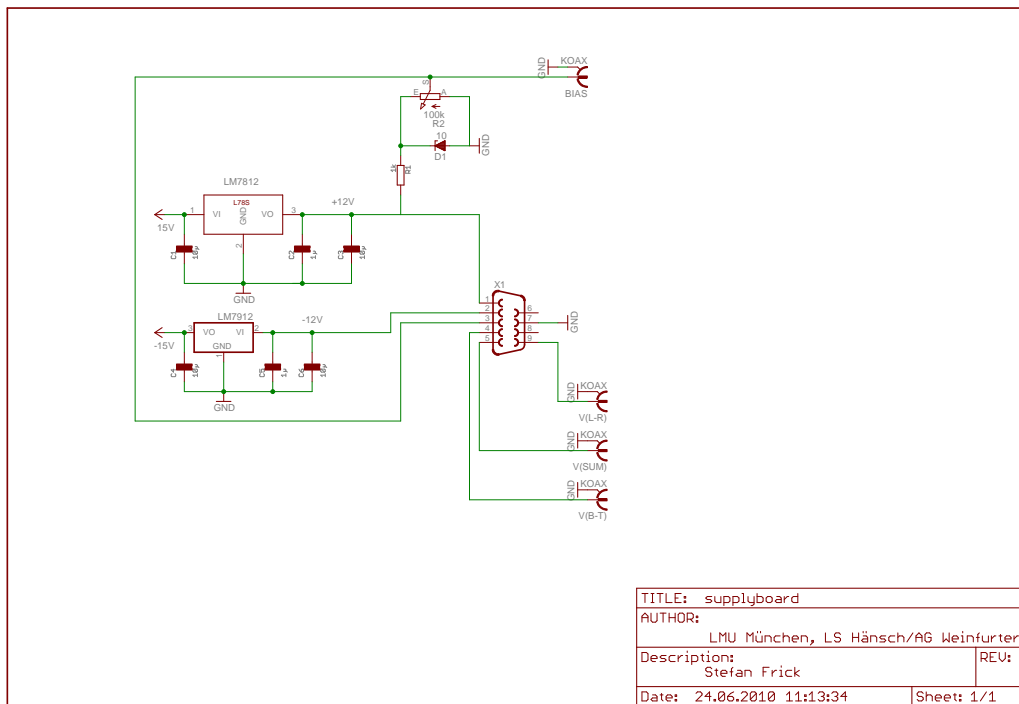 KOAX
GND
BIAS
S
E A
100k
R2
10
D1
GND
1k
R1
LM7812
L78S
+12V
1 VI GND VO 3
15V
2
C1 10µ
C2 1µ
C3 10µ
GND
X1
LM7912
-12V
3 VO VI 2
GND
-15V
1
C4 10µ
C5 1µ
C6 10µ
GND
1
2
3
4
5
6
7
8
9
GND
KOAX
GND
V(L-R)
KOAX
GND
V(SUM)
KOAX
GND
V(B-T)
TITLE: supplyboard
AUTHOR:
LMU München, LS Hänsch/AG Weinfurter
Description: REV:
Stefan Frick
Date: 24.06.2010 11:13:34 Sheet: 1/1